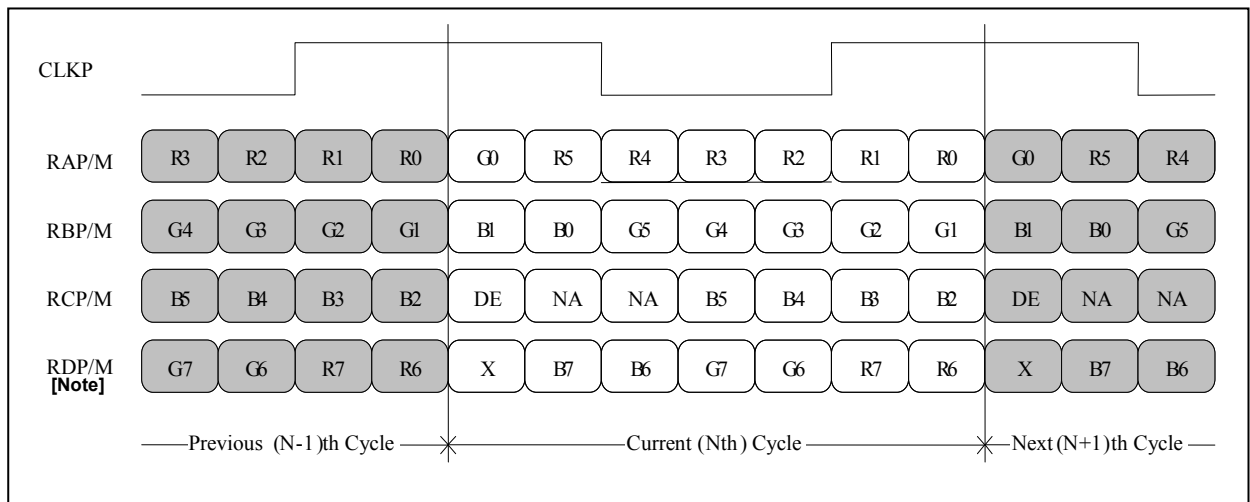 CLKP
RAP/M R3 R2 R1 R0 G0 R5 R4 R3 R2 R1 R0 G0 R5 R4
RBP/M G4 G3 G2 G1 B1 B0 G5 G4 G3 G2 G1 B1 B0 G5
RCP/M B5 B4 B3 B2 DE NA NA B5 B4 B3 B2 DE NA NA
RDP/M G7 G6 R7 R6 X B7 B6 G7 G6 R7 R6 X B7 B6
[Note]
Previous (N-1)th Cycle Current (Nth) Cycle Next (N+1)th Cycle